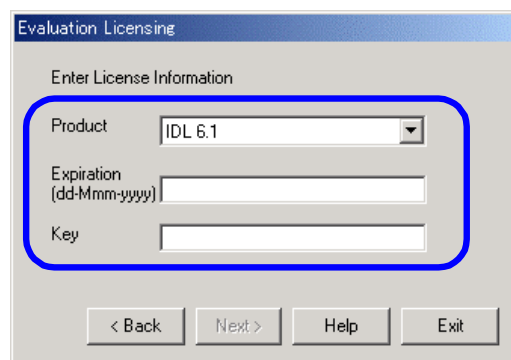 Evaluation Licensing
Enter License Information
Product IDL 6.1
Expiration
(dd-Mmm-yyyy)
Key
< Back Next > Help Exit